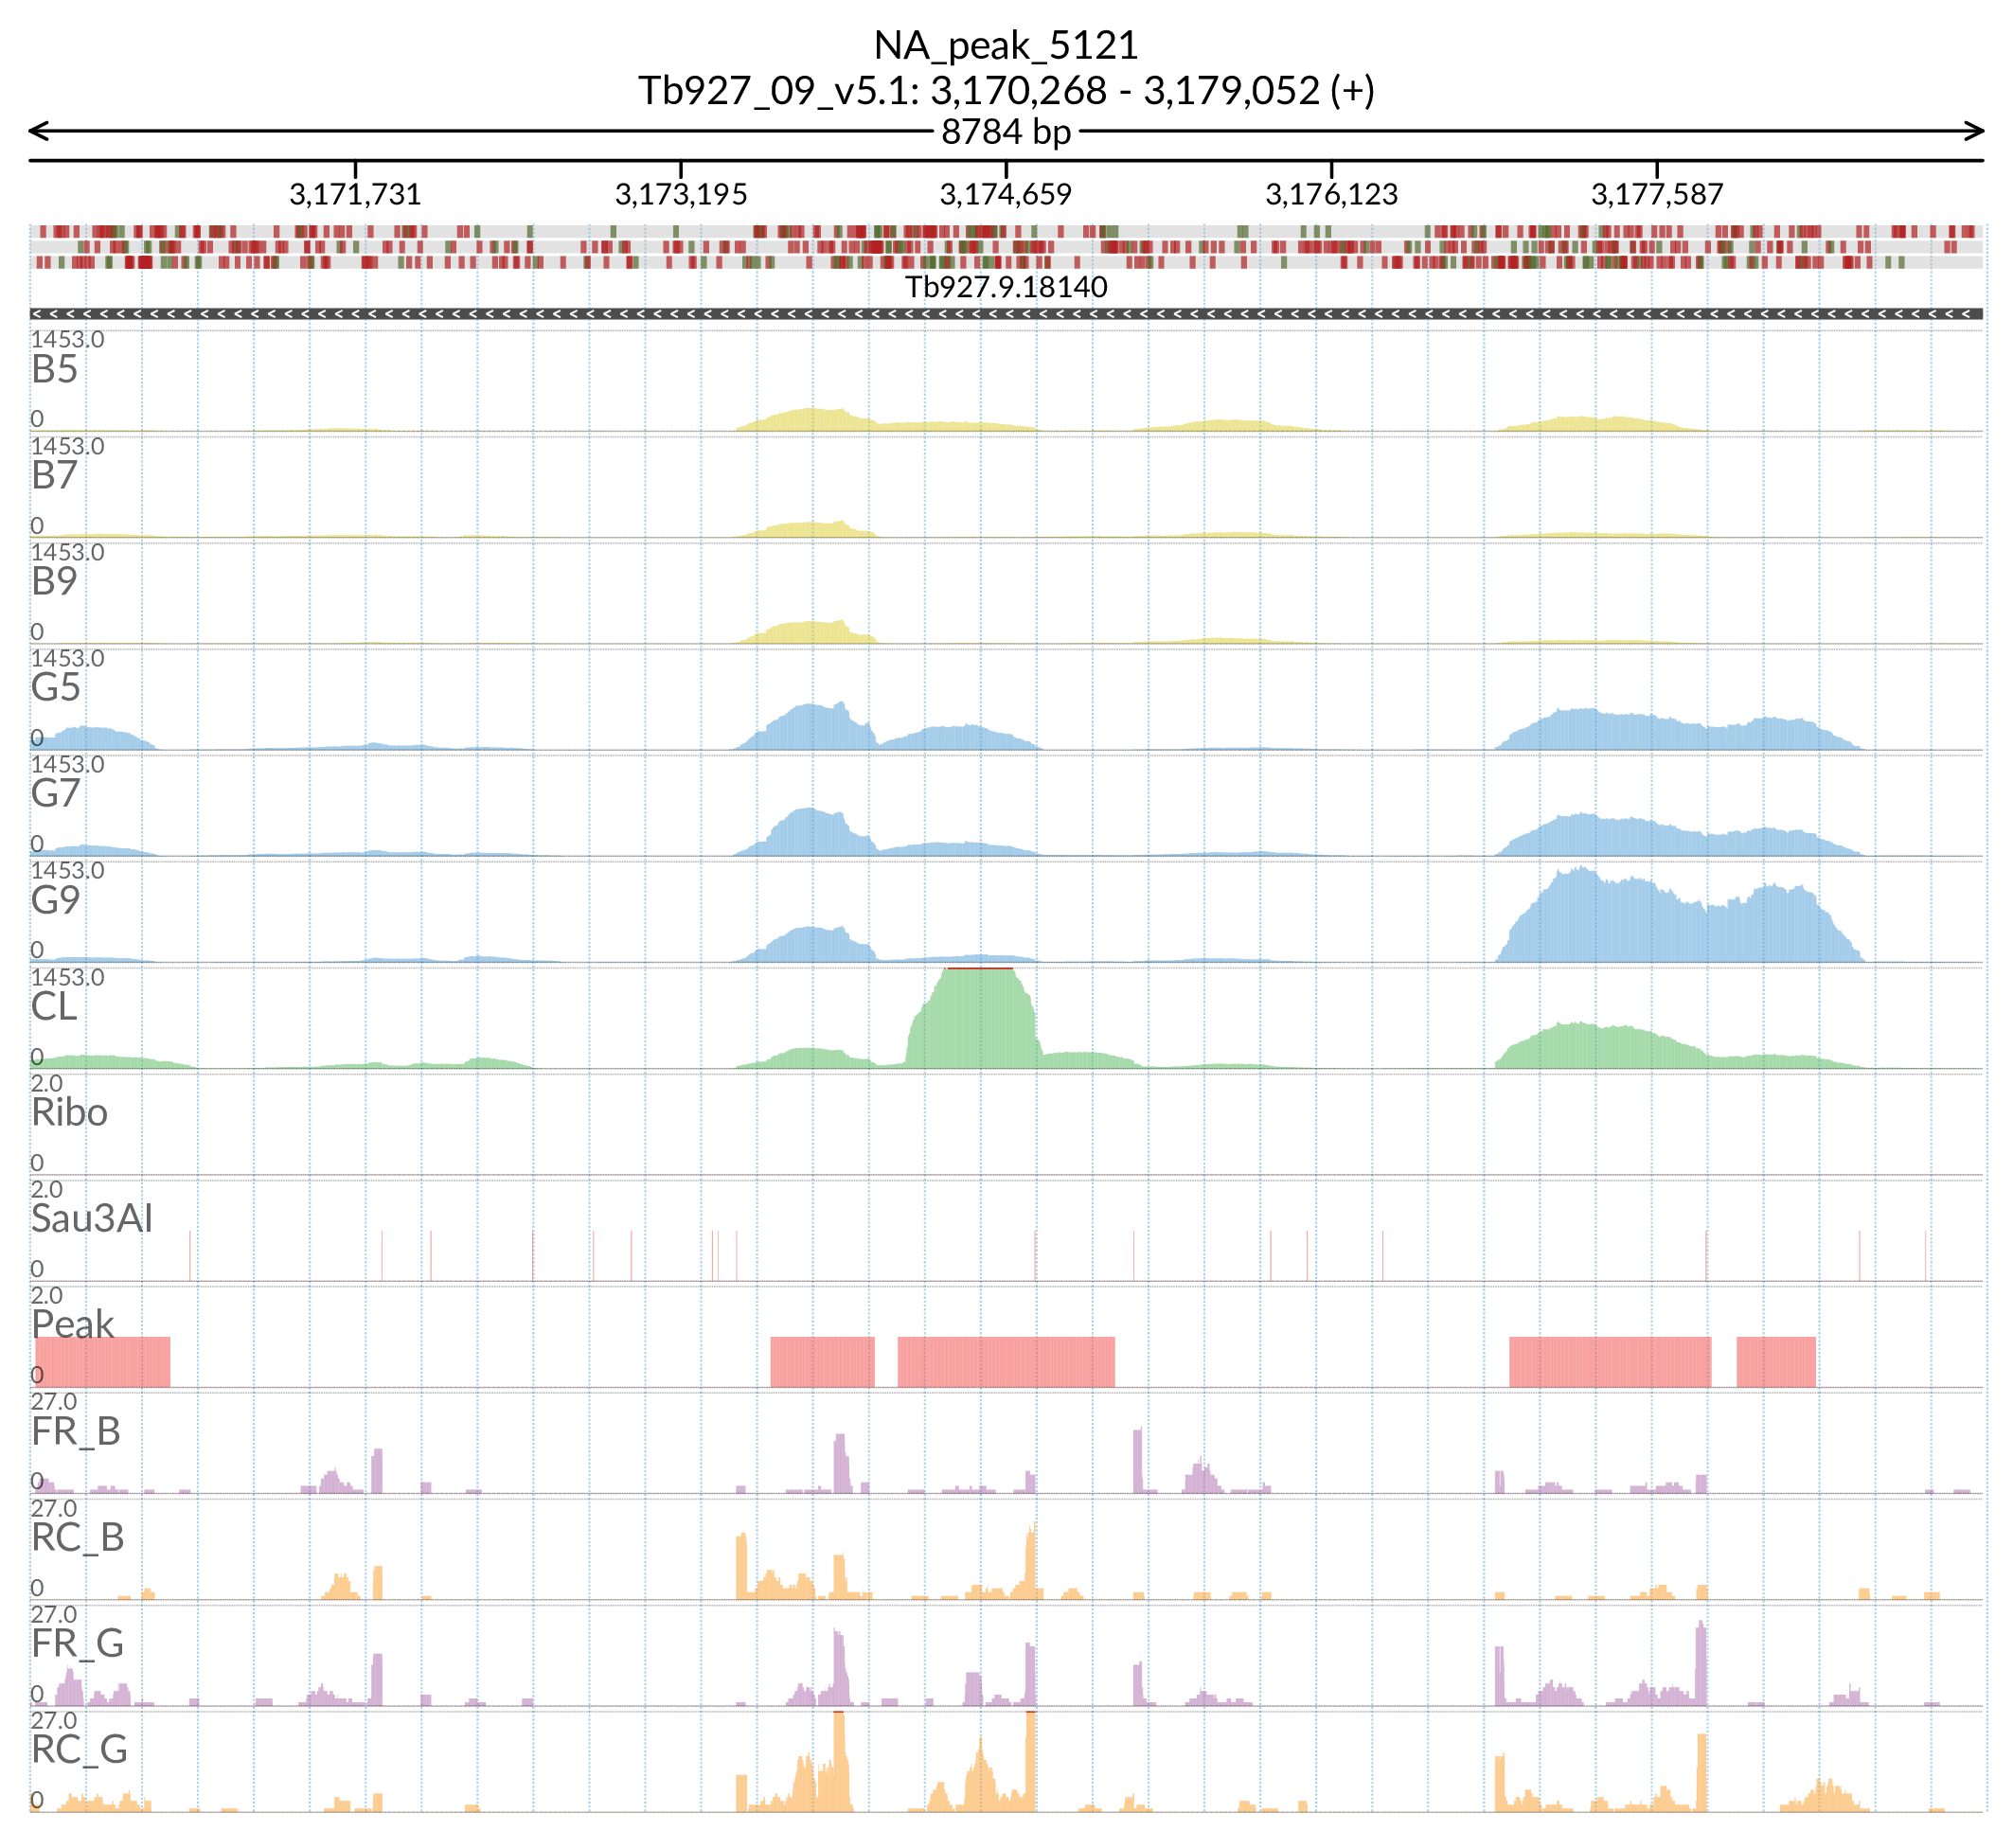 NA_peak_5121
Tb927_09_v5.1: 3,170,268 - 3,179,052 (+)
8784 bp
3,171,731 3,173,195 3,174,659 3,176,123 3,177,587
Tb927.9.18140
1453.0
B5
0
1453.0
B7
0
1453.0
B9
0
1453.0
G5
0
1453.0
G7
0
1453.0
G9
0
1453.0
CL
0
2.0
Ribo
0
2.0
Sau3AI
0
2.0
Peak
0
27.0
FR_B
0
27.0
RC_B
0
27.0
FR_G
0
27.0
RC_G
0